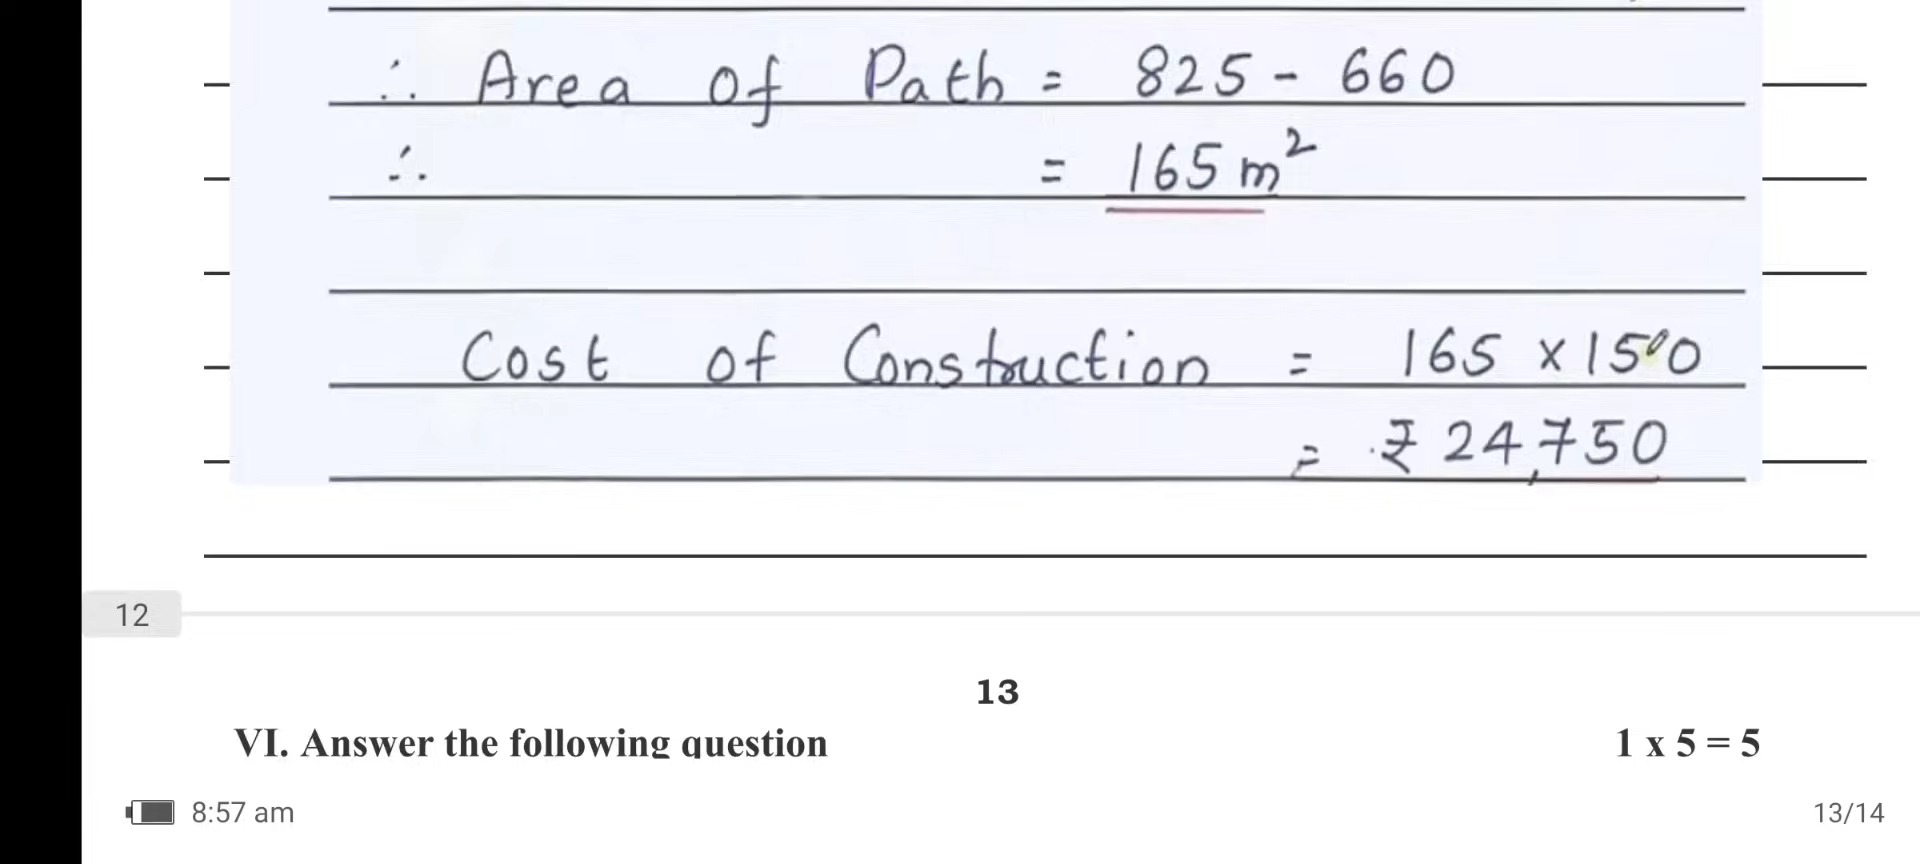 ∴ Area of Path = 825 - 660
∴ = 165 m²
Cost of Construction = 165 x 150
= ₹ 24,750
12
13
VI. Answer the following question 1 x 5 = 5
8:57 am 13/14